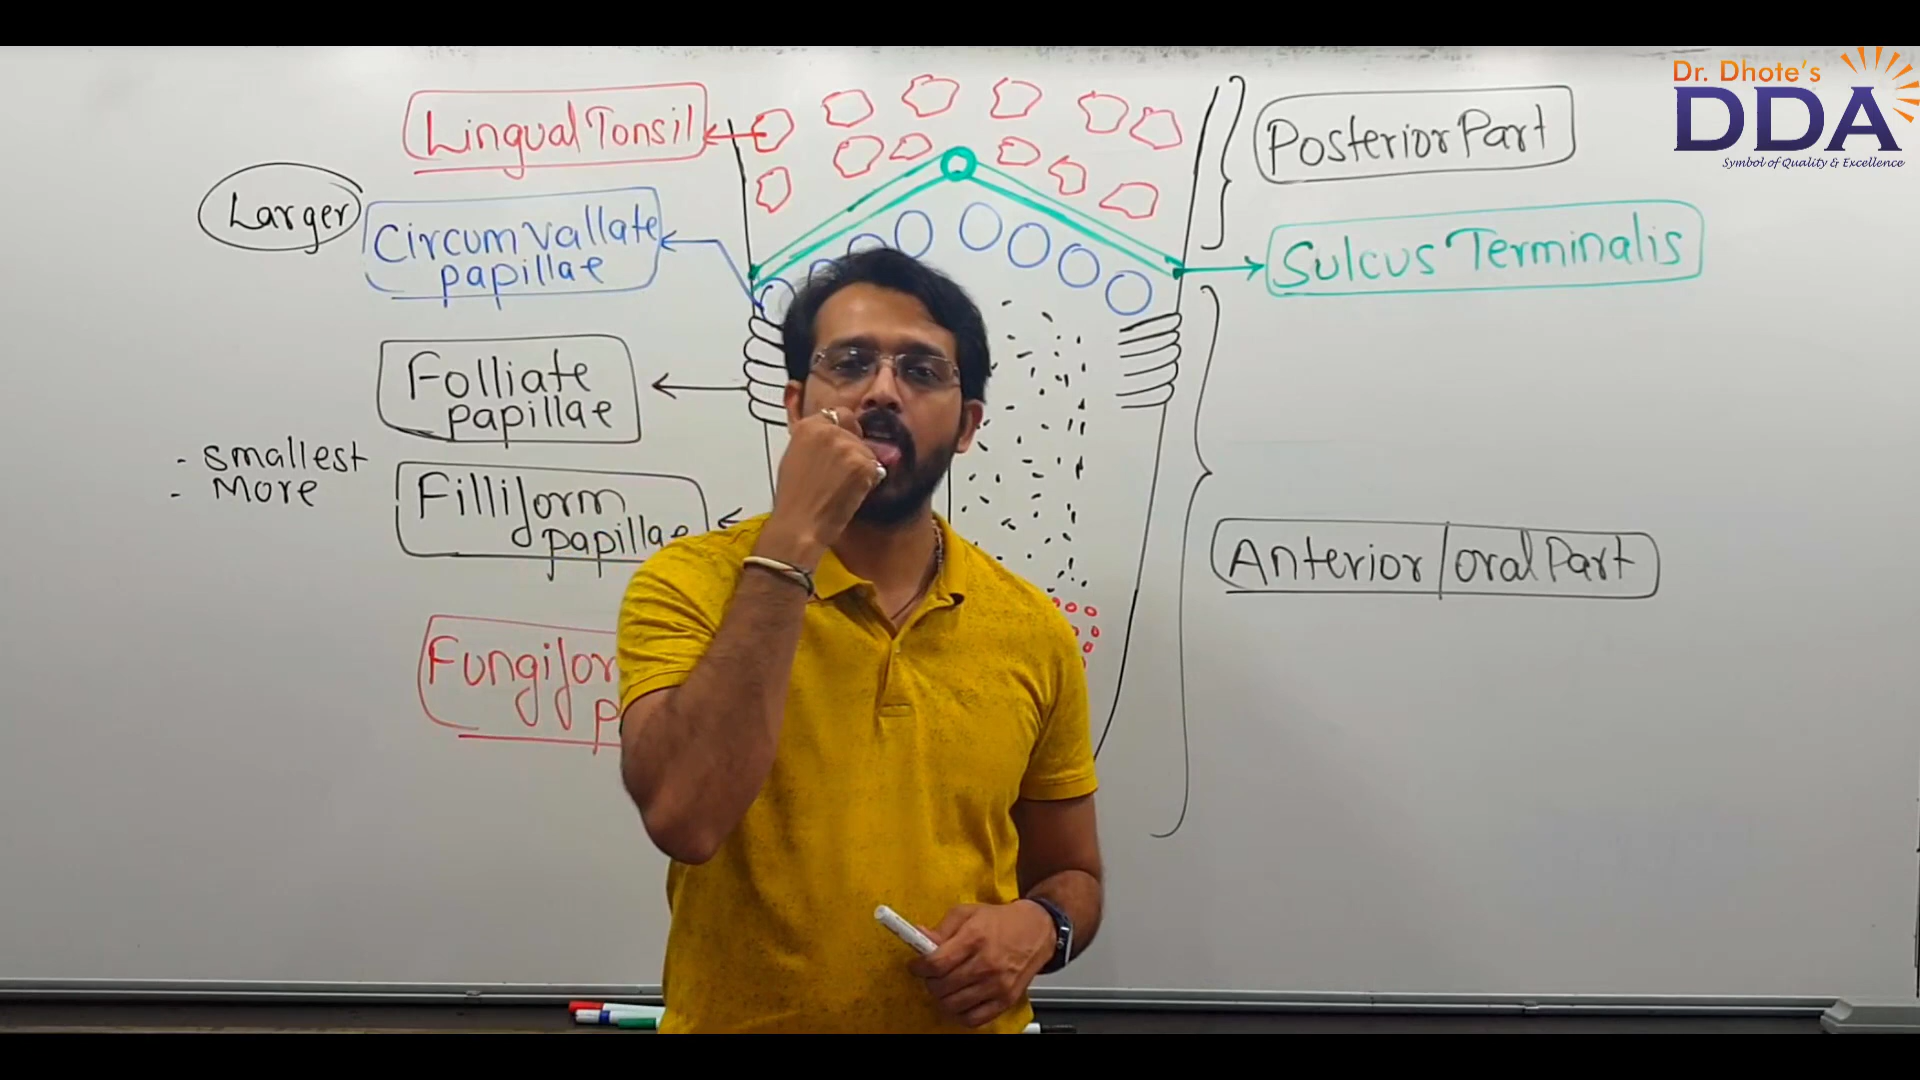 Dr. Dhote's
DDA
Symbol of Quality & Excellence
Lingual Tonsil
Posterior Part
Larger
Circumvallate
papillae
Sulcus Terminalis
Folliate
papillae
- smallest
- More
Filliform
papillae
Anterior/oral Part
Fungifor
p